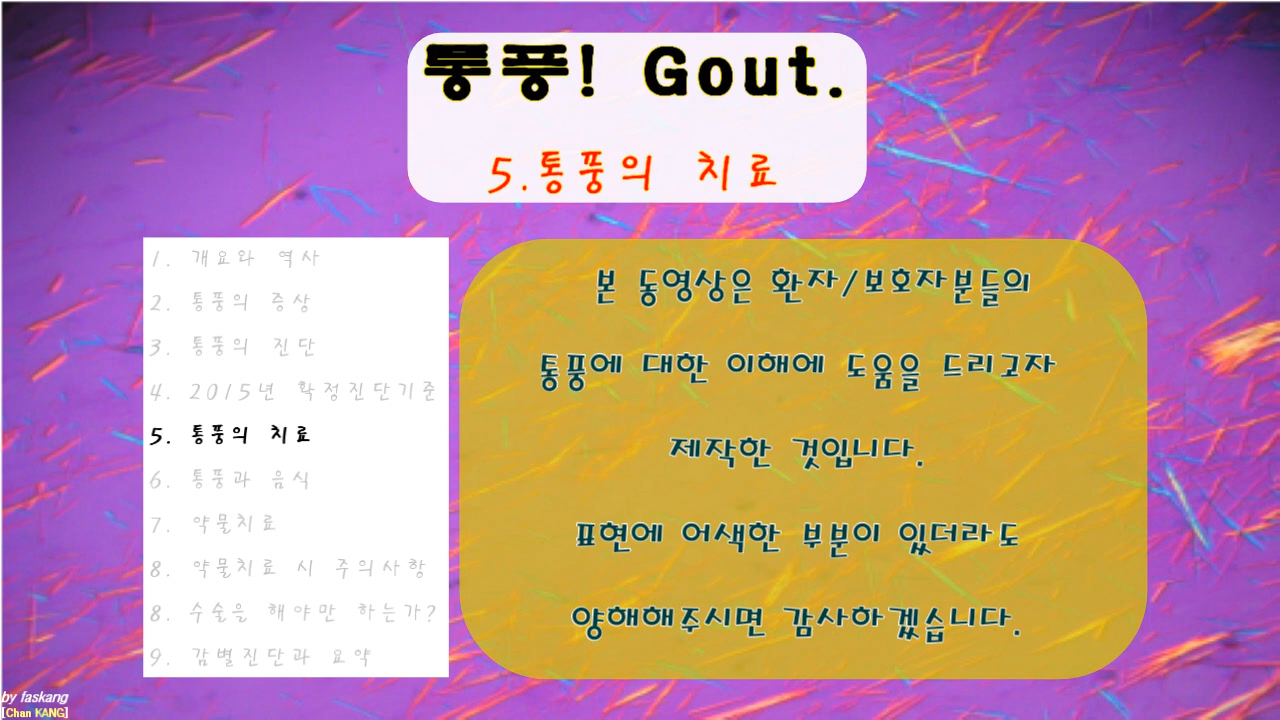 통풍! Gout.
5.통풍의 치료
1. 개요와 역사
2. 통풍의 증상
3. 통풍의 진단
4. 2015년 확정진단기준
5. 통풍의 치료
6. 통풍과 음식
7. 약물치료
8. 약물치료 시 주의사항
8. 수술을 해야만 하는가?
9. 감별진단과 요약
본 동영상은 환자/보호자분들의
통풍에 대한 이해에 도움을 드리고자
제작한 것입니다.
표현에 어색한 부분이 있더라도
양해해주시면 감사하겠습니다.
by faskang
[Chan KANG]